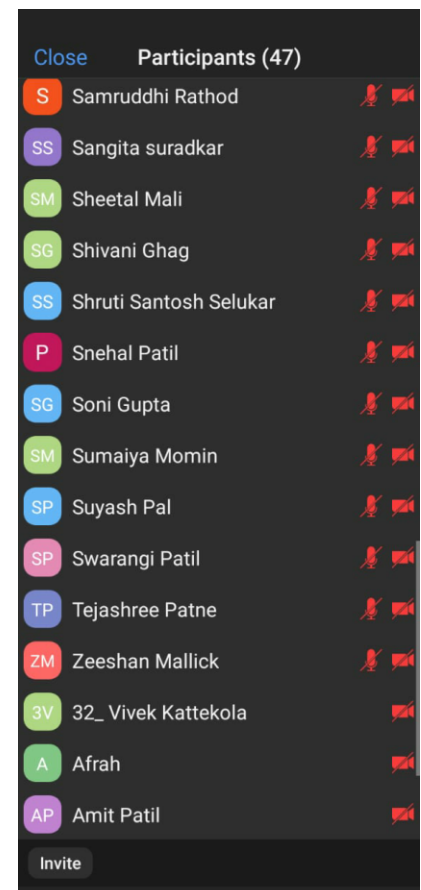 Close Participants (47)
S Samruddhi Rathod
SS Sangita suradkar
SM Sheetal Mali
SG Shivani Ghag
SS Shruti Santosh Selukar
P Snehal Patil
SG Soni Gupta
SM Sumaiya Momin
SP Suyash Pal
SP Swarangi Patil
TP Tejashree Patne
ZM Zeeshan Mallick
3V 32_ Vivek Kattekola
A Afrah
AP Amit Patil
Invite